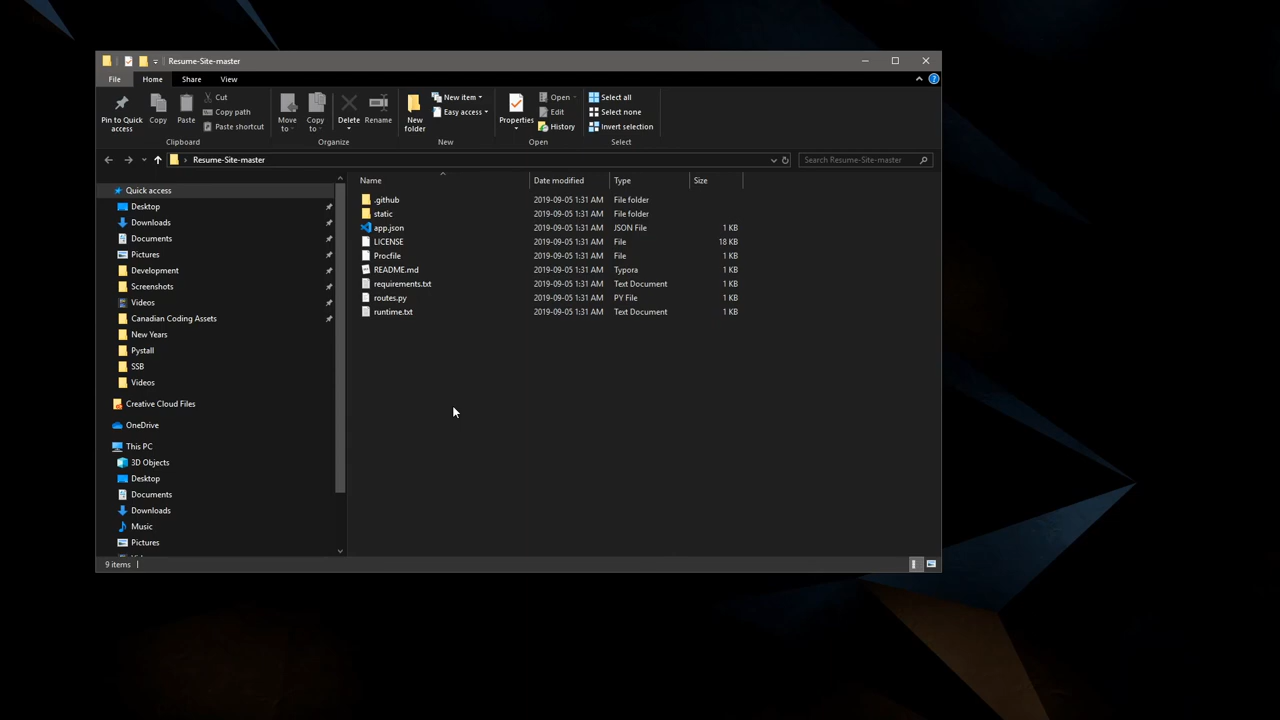 Resume-Site-master
File Home Share View
Pin to Quick access
Copy
Paste
Cut
Copy path
Paste shortcut
Clipboard
Move to
Copy to
Delete
Rename
Organize
New folder
New item
Easy access
New
Properties
Open
Edit
History
Open
Select all
Select none
Invert selection
Select
Resume-Site-master
Search Resume-Site-master
Name Date modified Type Size
.github 2019-09-05 1:31 AM File folder
static 2019-09-05 1:31 AM File folder
app.json 2019-09-05 1:31 AM JSON File 1 KB
LICENSE 2019-09-05 1:31 AM File 18 KB
Procfile 2019-09-05 1:31 AM File 1 KB
README.md 2019-09-05 1:31 AM Typora 1 KB
requirements.txt 2019-09-05 1:31 AM Text Document 1 KB
routes.py 2019-09-05 1:31 AM PY File 1 KB
runtime.txt 2019-09-05 1:31 AM Text Document 1 KB
Quick access
Desktop
Downloads
Documents
Pictures
Development
Screenshots
Videos
Canadian Coding Assets
New Years
Pystall
SSB
Videos
Creative Cloud Files
OneDrive
This PC
3D Objects
Desktop
Documents
Downloads
Music
Pictures
9 items